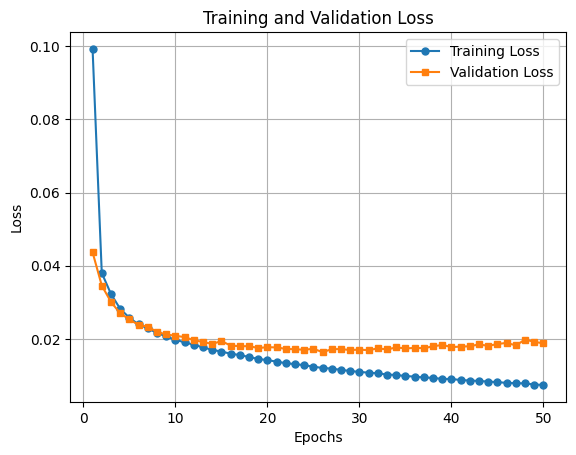 Training and Validation Loss
Training Loss
Validation Loss
Loss
0.10
0.08
0.06
0.04
0.02
0
10
20
30
40
50
Epochs